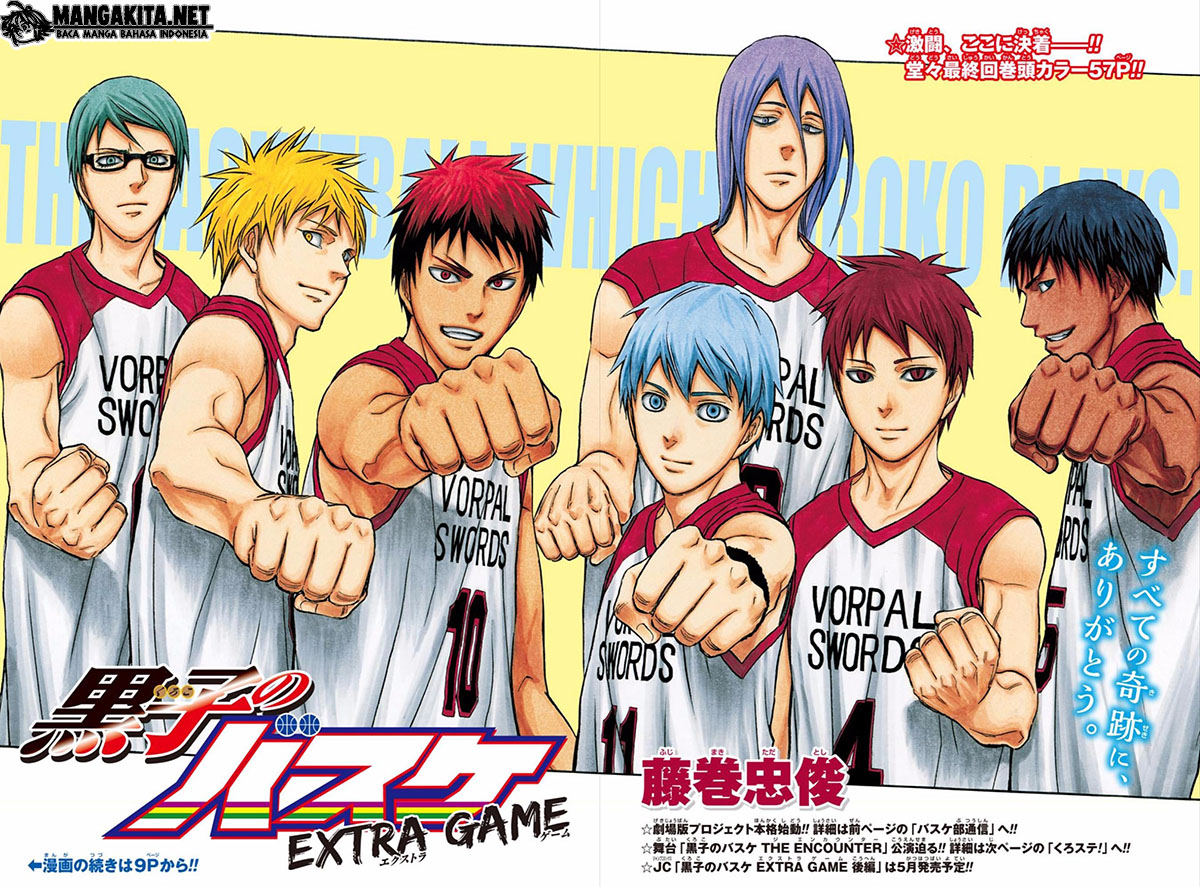 MANGAKITA.NET
BACA MANGA BAHASA INDONESIA
☆激闘、ここに決着――!!
堂々最終回巻頭カラー57P!!
THE BASKETBALL WHICH KUROKO PLAYS.
VORPAL
SWORDS
VORPAL
SWORDS
10
VORPAL
SWORDS
VORPAL
SWORDS
11
VORPAL
SWORDS
4
5
すべての奇跡に、
ありがとう。
黒子の
バスケ
EXTRA GAME
エクストラ ゲーム
←漫画の続きは9Pから!!
藤巻忠俊
☆劇場版プロジェクト本格始動!! 詳細は前ページの「バスケ部通信」へ!!
☆舞台「黒子のバスケ THE ENCOUNTER」公演迫る!! 詳細は次ページの「くろステ!」へ!!
☆JC「黒子のバスケ EXTRA GAME 後編」は5月発売予定!!